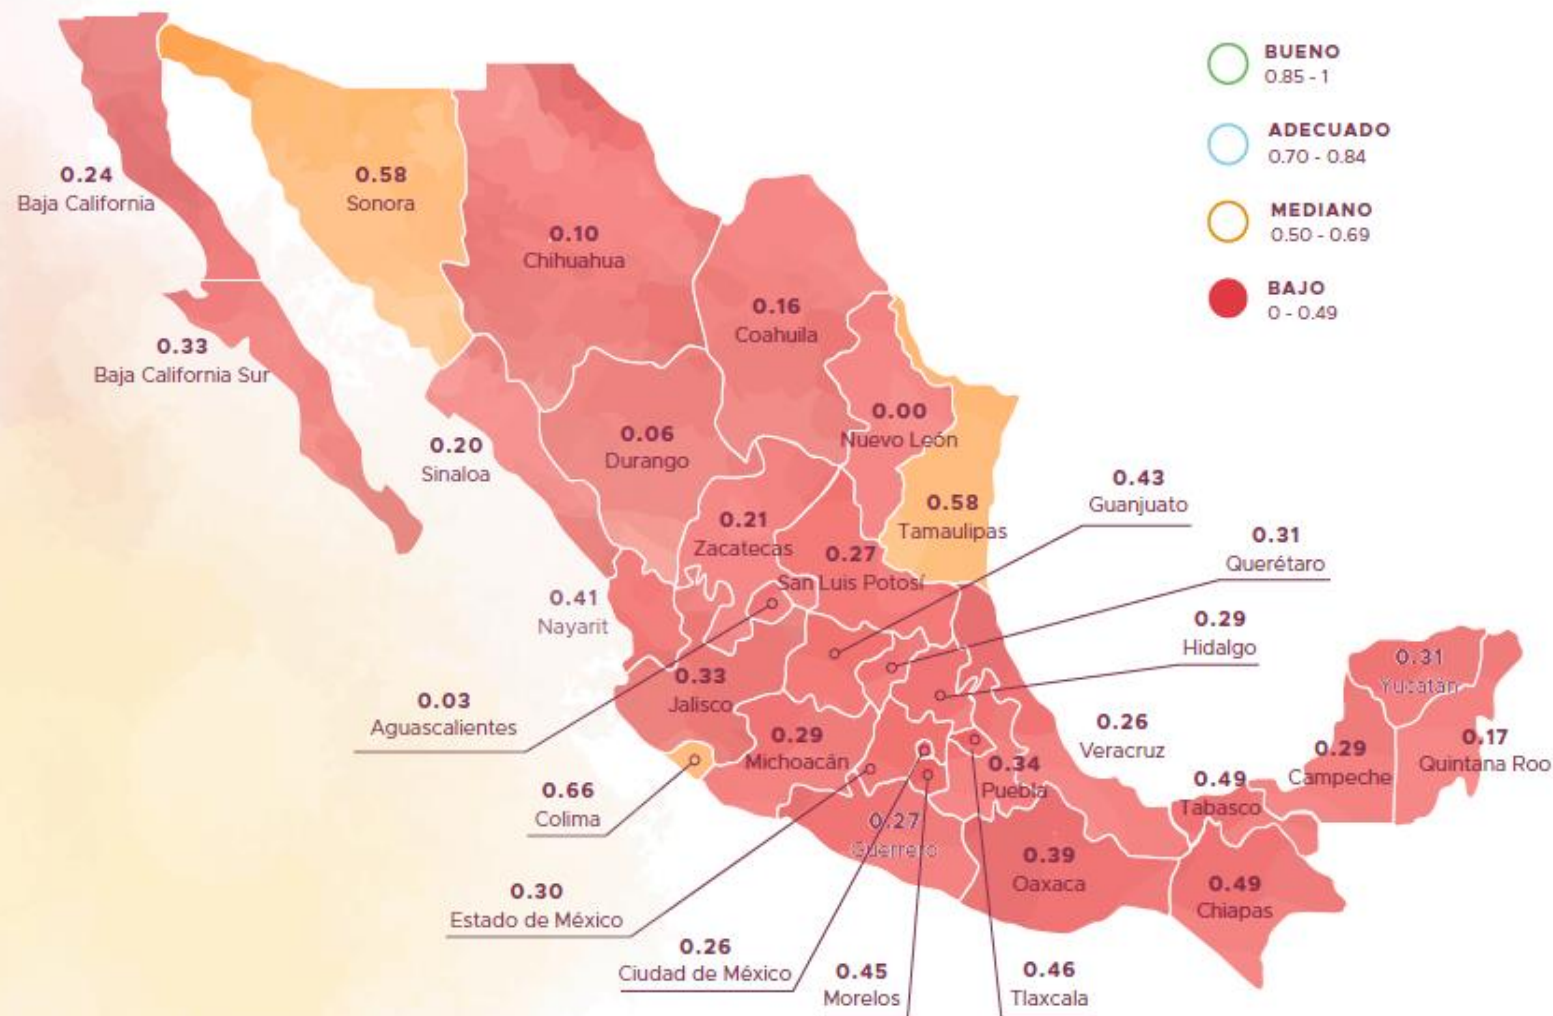 BUENO
0.85 - 1
ADECUADO
0.70 - 0.84
MEDIANO
0.50 - 0.69
BAJO
0 - 0.49
0.24
Baja California
0.58
Sonora
0.10
Chihuahua
0.16
Coahuila
0.33
Baja California Sur
0.20
Sinaloa
0.06
Durango
0.00
Nuevo León
0.58
Tamaulipas
0.43
Guanjuato
0.21
Zacatecas
0.27
San Luis Potosí
0.31
Querétaro
0.41
Nayarit
0.29
Hidalgo
0.33
Jalisco
0.03
Aguascalientes
0.29
Michoacán
0.34
Puebla
0.26
Veracruz
0.31
Yucatán
0.29
Campeche
0.17
Quintana Roo
0.49
Tabasco
0.66
Colima
0.27
Guerrero
0.39
Oaxaca
0.49
Chiapas
0.30
Estado de México
0.26
Ciudad de México
0.45
Morelos
0.46
Tlaxcala